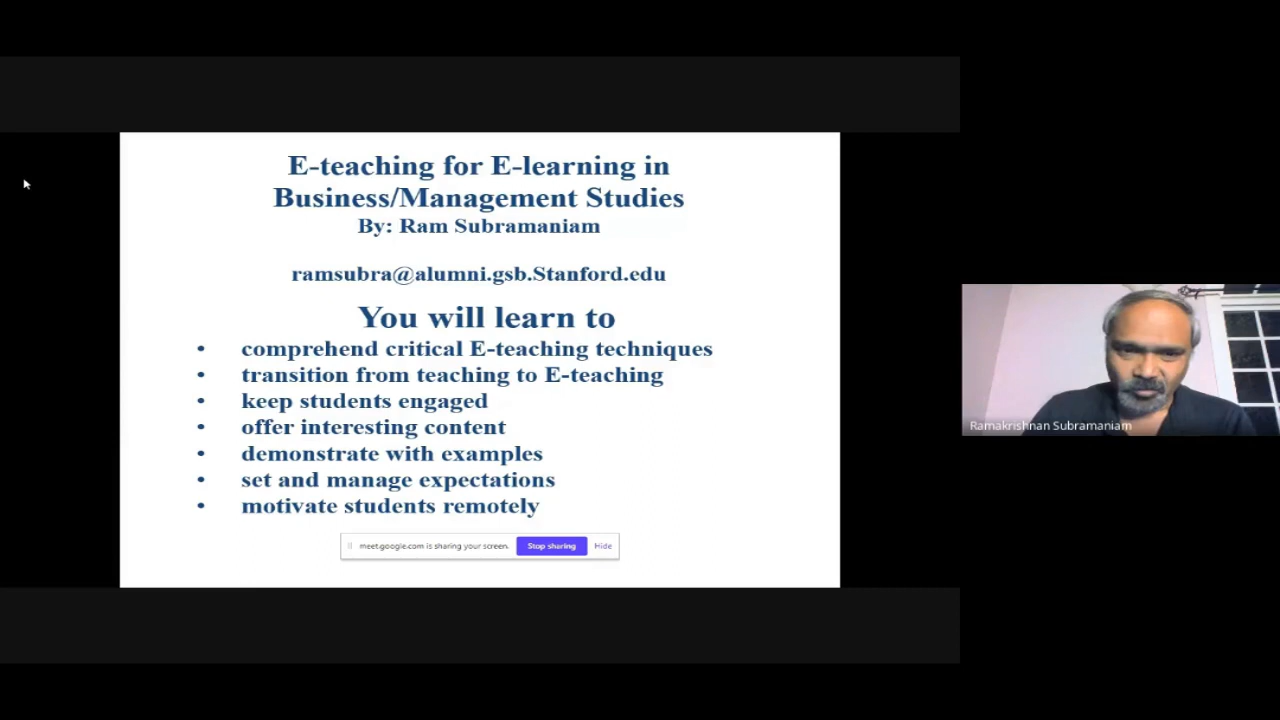 E-teaching for E-learning in
Business/Management Studies
By: Ram Subramaniam
ramsubra@alumni.gsb.Stanford.edu
You will learn to
• comprehend critical E-teaching techniques
• transition from teaching to E-teaching
• keep students engaged
• offer interesting content
• demonstrate with examples
• set and manage expectations
• motivate students remotely
meet.google.com is sharing your screen. Stop sharing Hide
Ramakrishnan Subramaniam